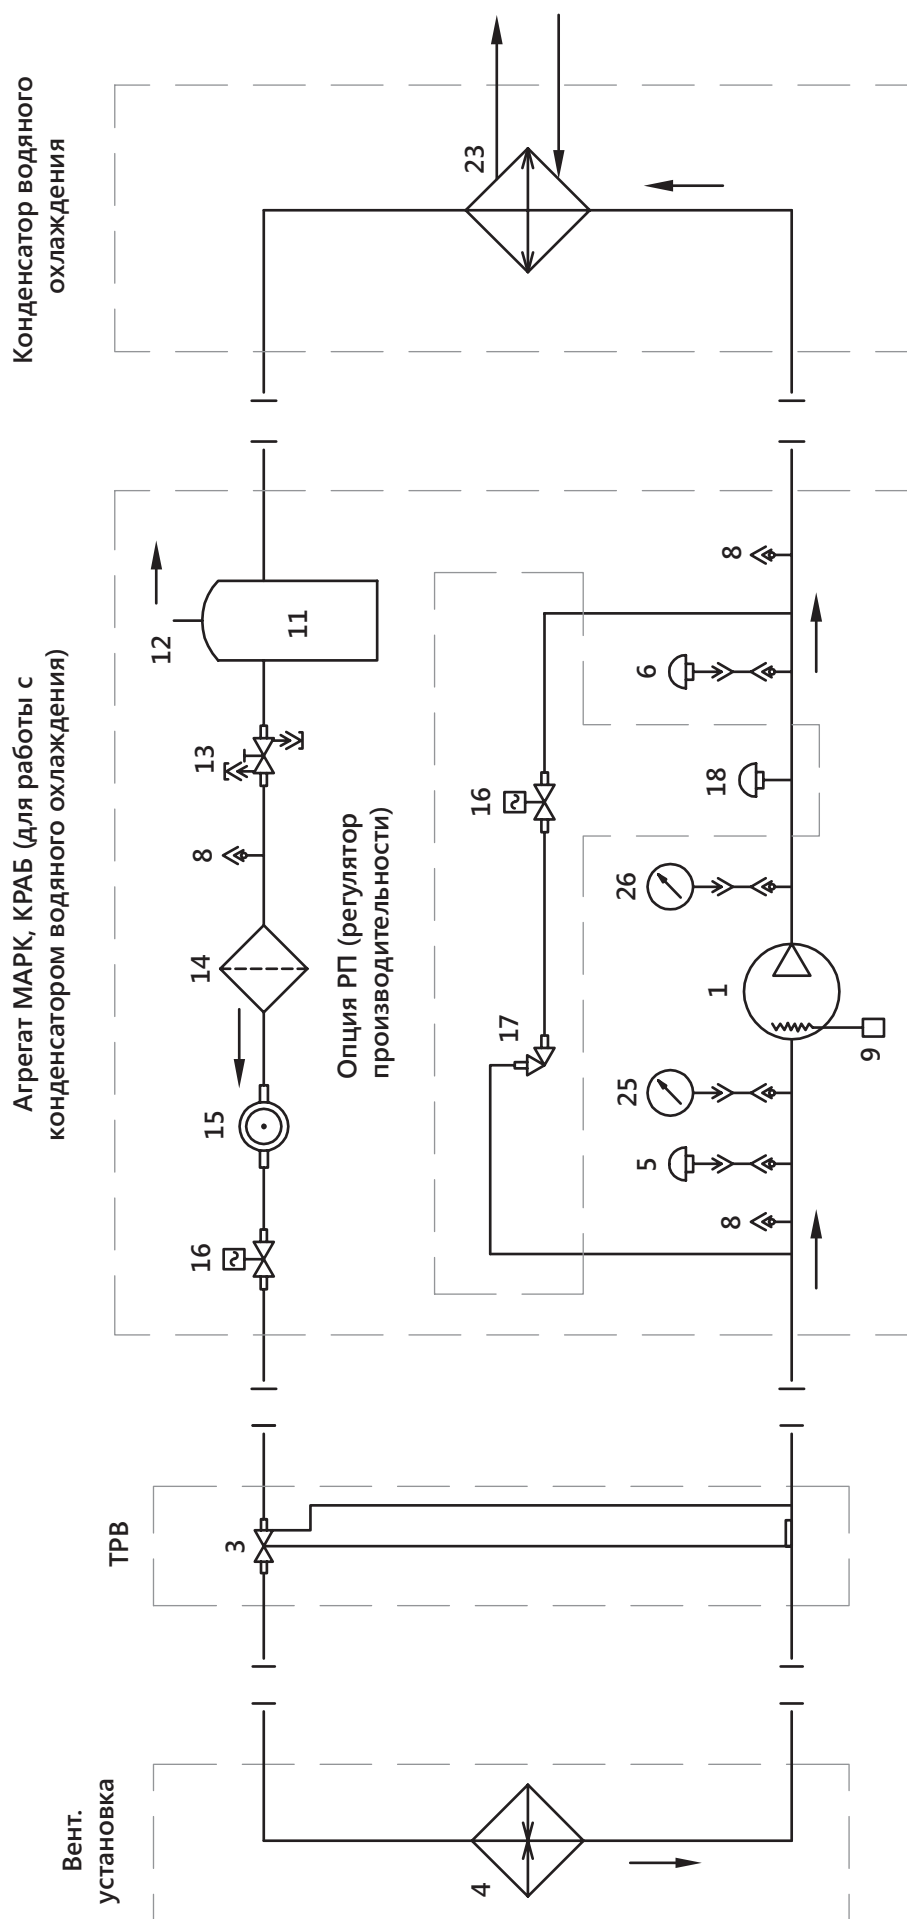 Вент.
установка
4
ТРВ
3
Агрегат МАРК, КРАБ (для работы с
конденсатором водяного охлаждения)
16
15
14
8
13
12
11
Опция РП (регулятор
производительности)
17
16
8
5
25
1
9
26
18
6
8
Конденсатор водяного
охлаждения
23